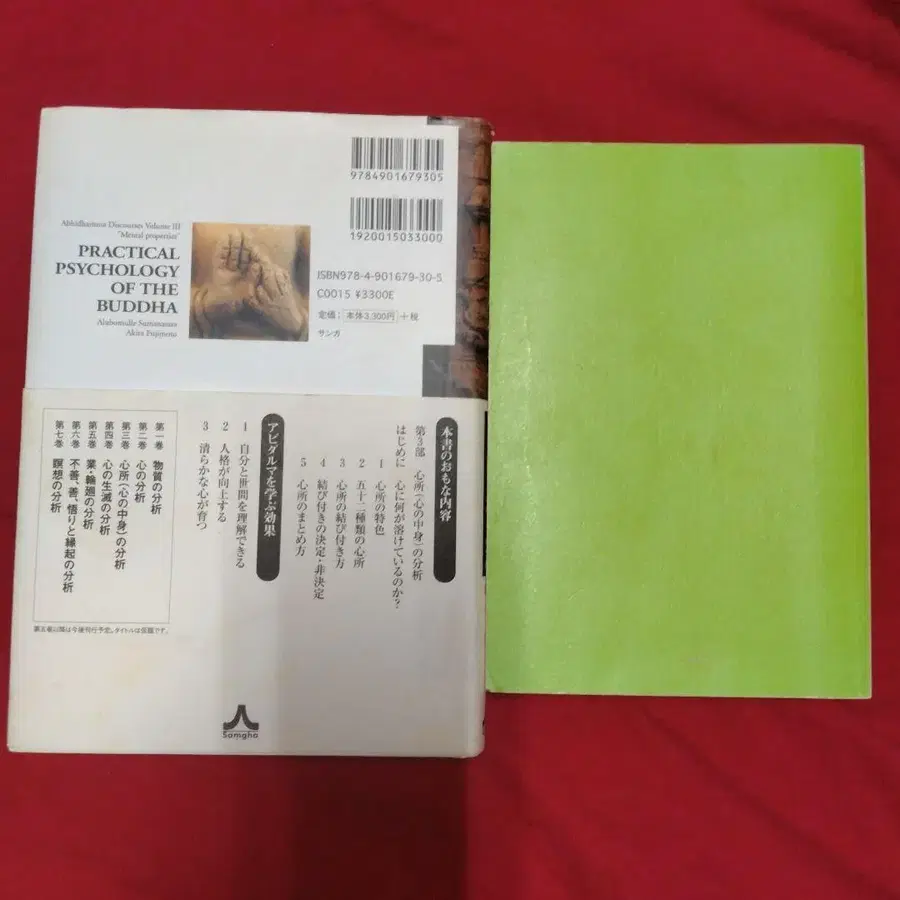 9784901679305
1920015033000
Abhidhamma Discourses Volume III
"Mental properties"
PRACTICAL
PSYCHOLOGY
OF THE
BUDDHA
Alubomulle Sumanasara
Akira Fujimoto
ISBN978-4-901679-30-5
C0015 ¥3300E
定価:本体3,300円+税
サンガ
本書のおもな内容
第3部 心所(心の中身)の分析
はじめに 心に何が溶けているのか?
1 心所の特色
2 五十二種類の心所
3 心所の結び付き方
4 結び付きの決定・非決定
5 心所のまとめ方
アビダルマを学ぶ効果
1 自分と世間を理解できる
2 人格が向上する
3 清らかな心が育つ
第一巻 物質の分析
第二巻 心の分析
第三巻 心所(心の中身)の分析
第四巻 心の生滅の分析
第五巻 業・輪廻の分析
第六巻 不善、善、悟りと縁起の分析
第七巻 瞑想の分析
第五巻以降は今後刊行予定。タイトルは仮題です。
Samgha